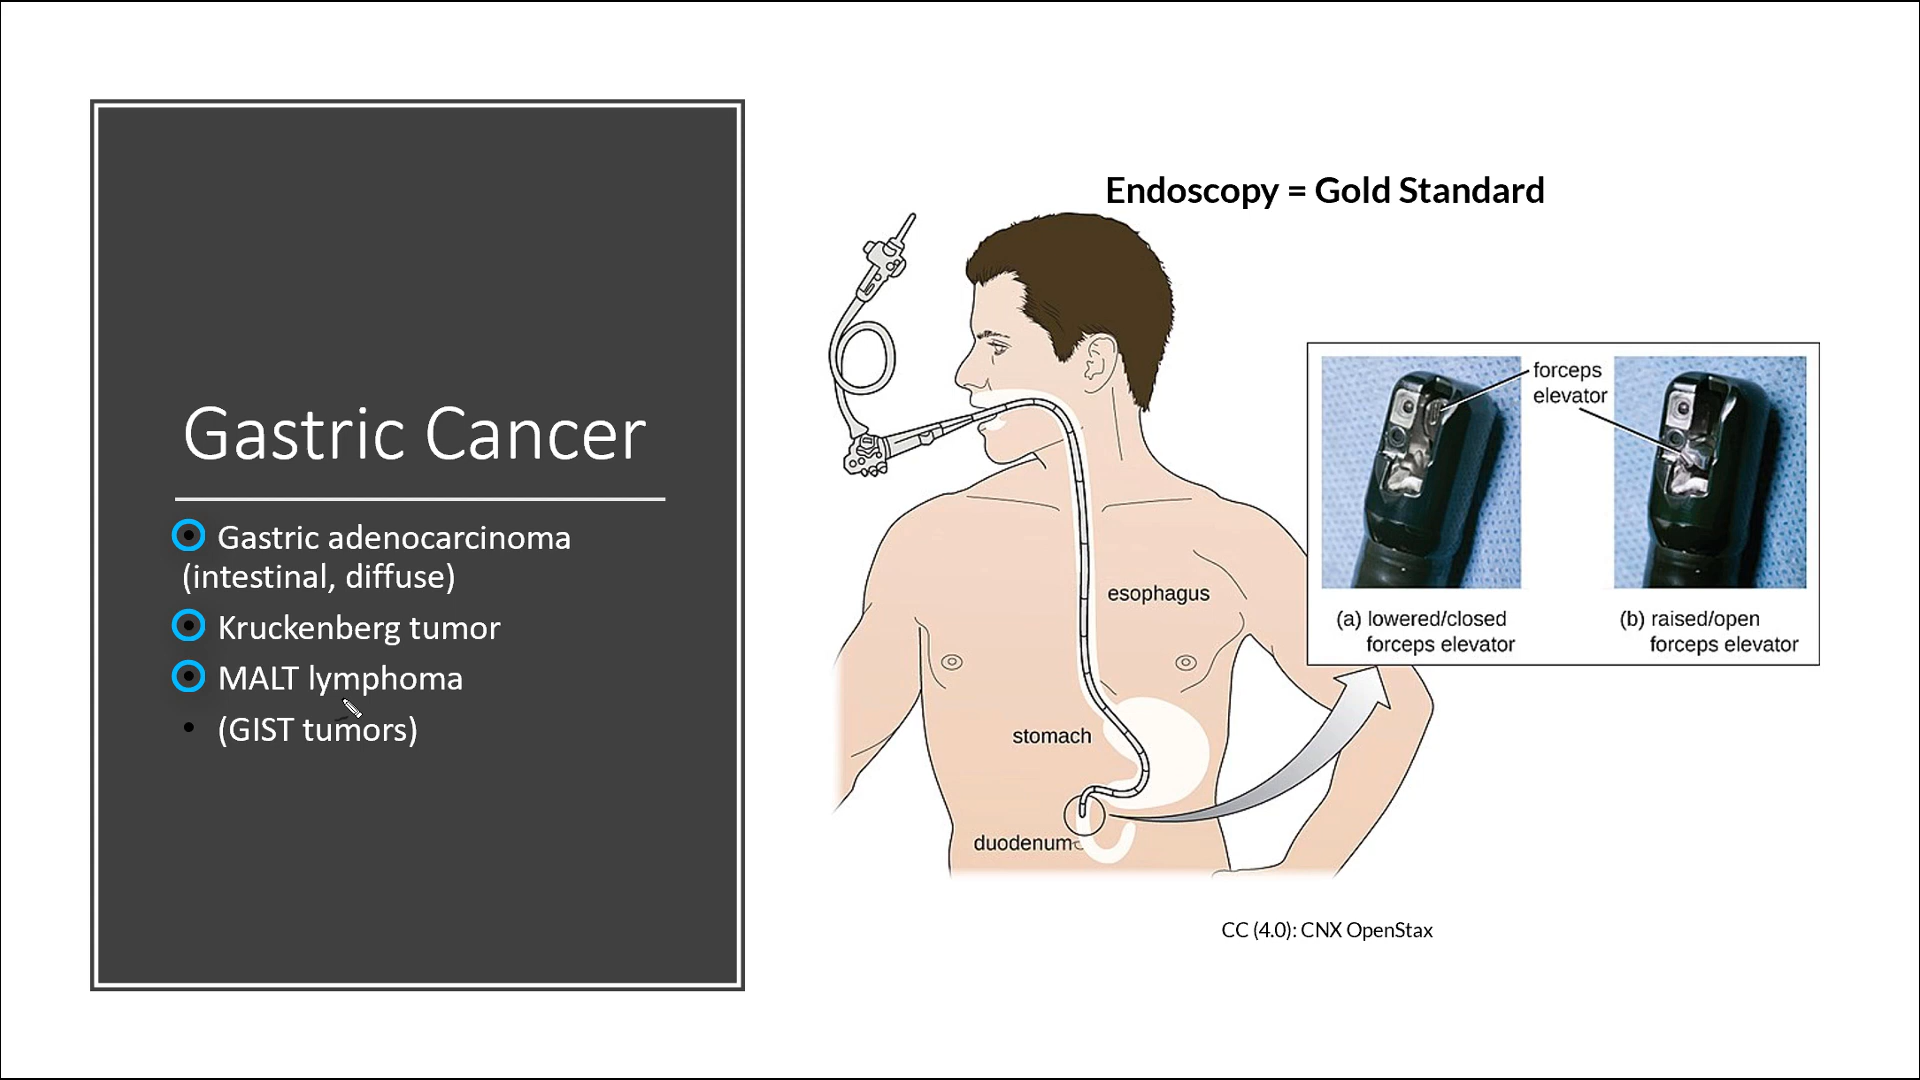 Gastric Cancer
Gastric adenocarcinoma
(intestinal, diffuse)
Kruckenberg tumor
MALT lymphoma
(GIST tumors)
Endoscopy = Gold Standard
forceps
elevator
(a) lowered/closed
forceps elevator
(b) raised/open
forceps elevator
esophagus
stomach
duodenum
CC (4.0): CNX OpenStax